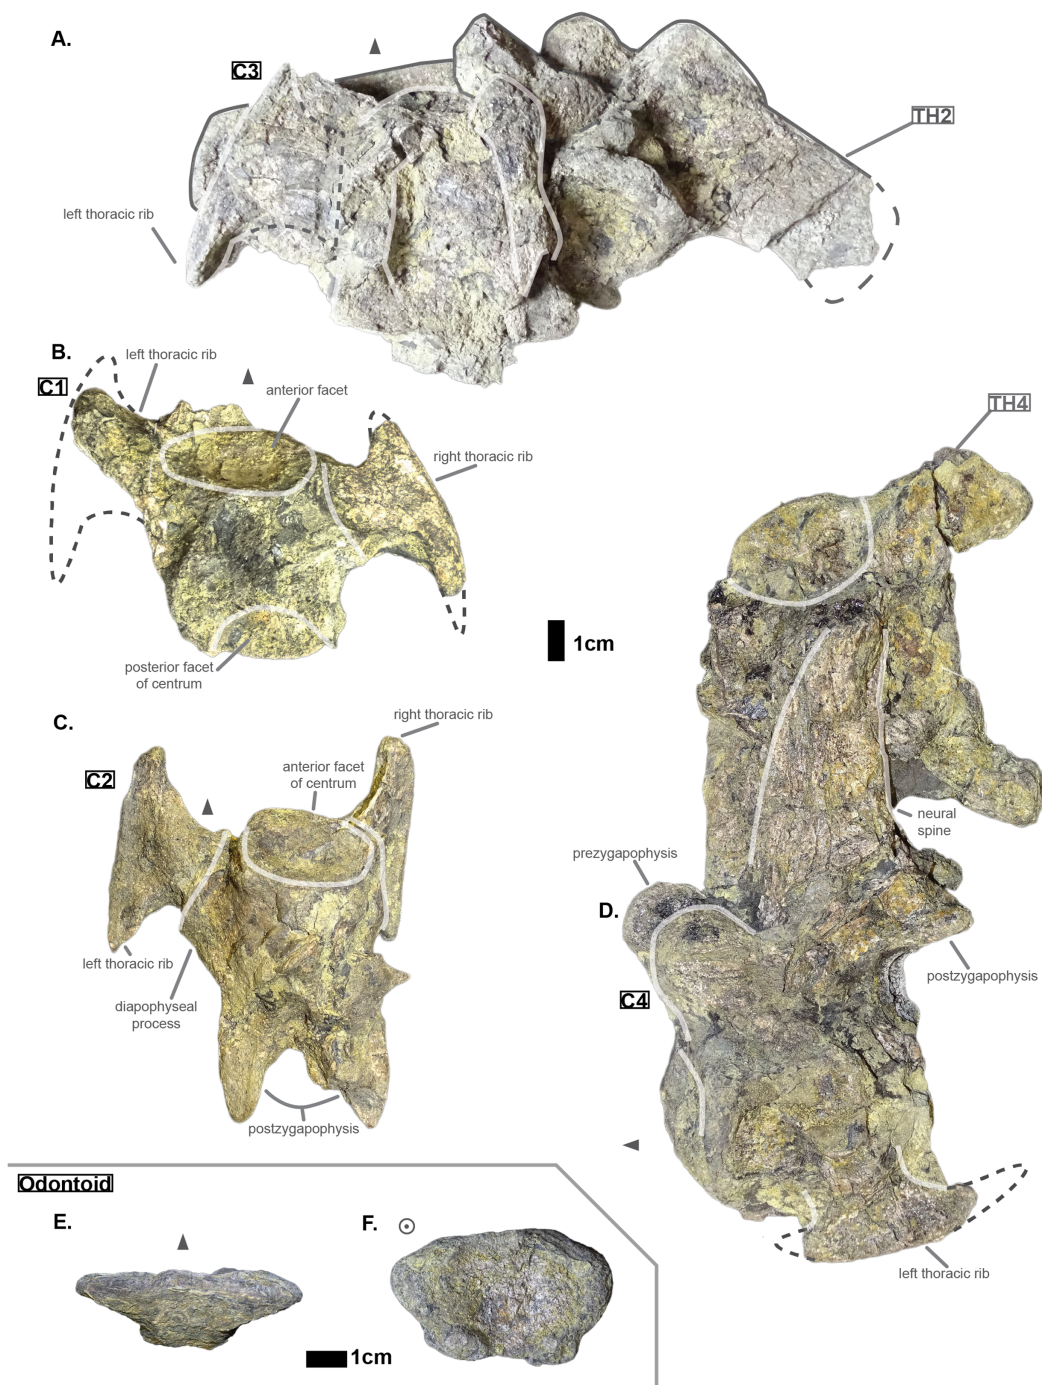 A.
C3
TH2
left thoracic rib
B.
left thoracic rib
C1
anterior facet
right thoracic rib
posterior facet
of centrum
1cm
TH4
C.
right thoracic rib
C2
anterior facet
of centrum
left thoracic rib
diapophyseal
process
postzygapophysis
neural
spine
prezygapophysis
D.
postzygapophysis
C4
left thoracic rib
Odontoid
E.
F.
1cm